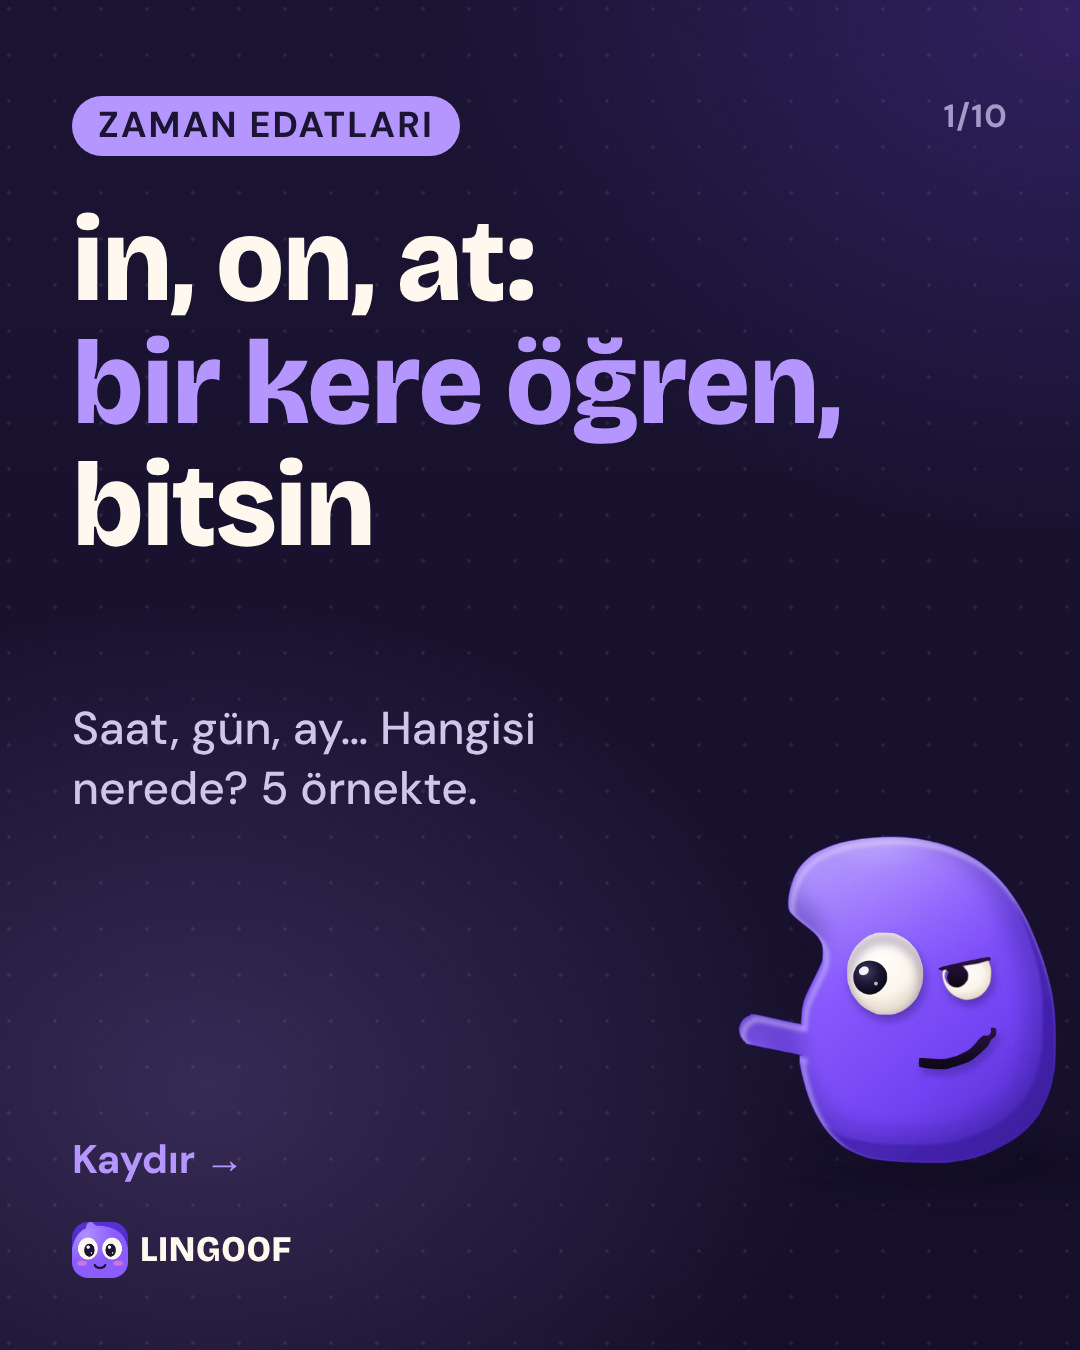 ZAMAN EDATLARI
1/10
in, on, at:
bir kere öğren,
bitsin
Saat, gün, ay... Hangisi
nerede? 5 örnekte.
Kaydır →
LINGOOF